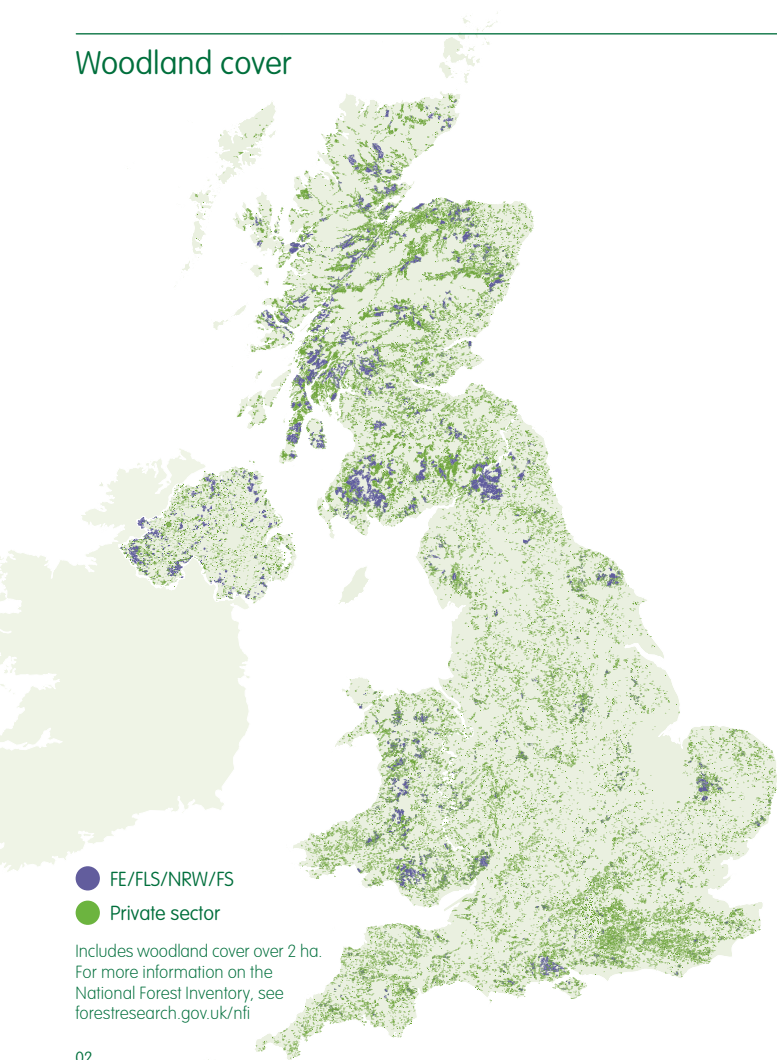 Woodland cover
FE/FLS/NRW/FS
Private sector
Includes woodland cover over 2 ha.
For more information on the
National Forest Inventory, see
forestresearch.gov.uk/nfi
02